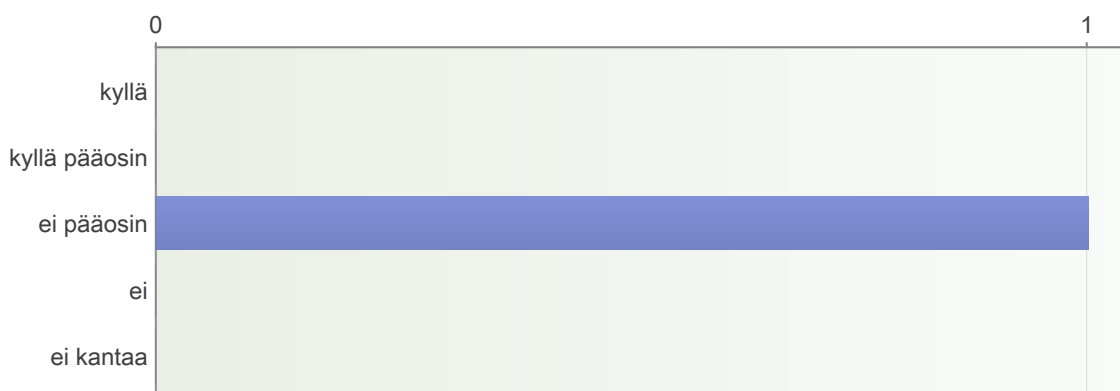 0 1
kyllä
kyllä pääosin
ei pääosin
ei
ei kantaa